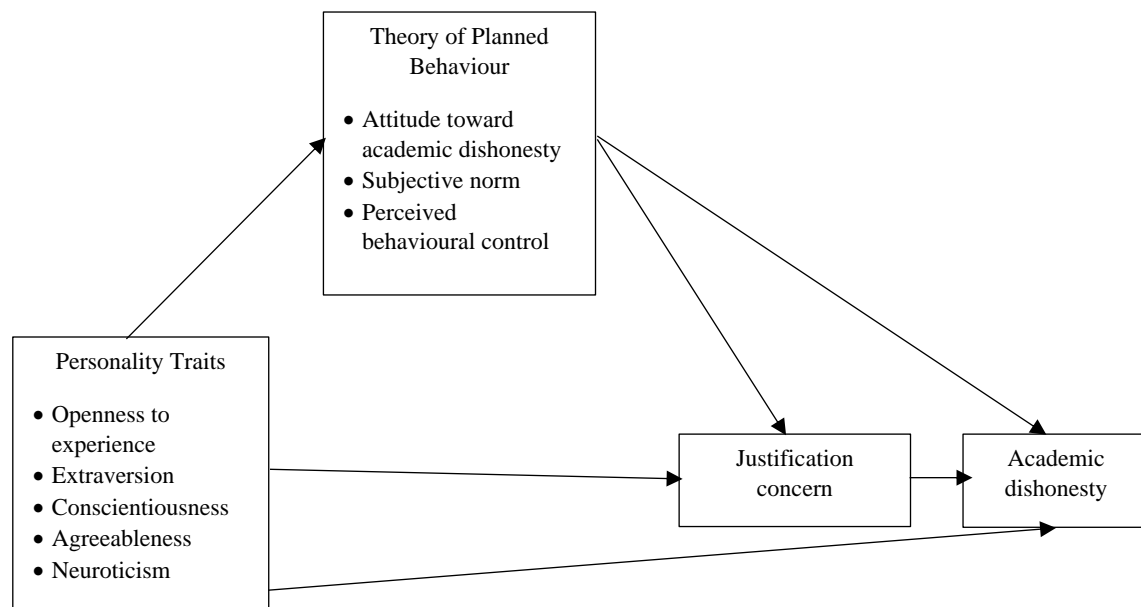 Theory of Planned
Behaviour
• Attitude toward
academic dishonesty
• Subjective norm
• Perceived
behavioural control
Personality Traits
• Openness to
experience
• Extraversion
• Conscientiousness
• Agreeableness
• Neuroticism
Justification
concern
Academic
dishonesty